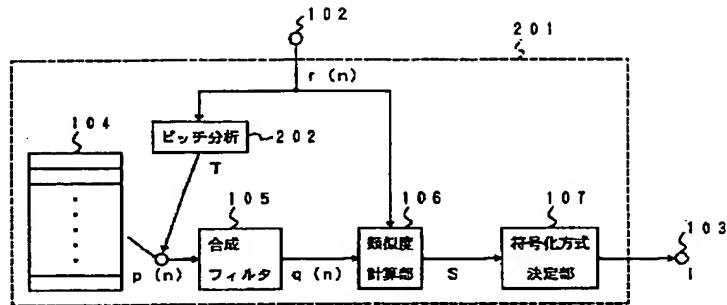 102
201
r (n)
104
ピッチ分析
202
T
105
106
107
103
合成
フィルタ
類似度
計算部
符号化方式
決定部
p (n)
q (n)
S
I